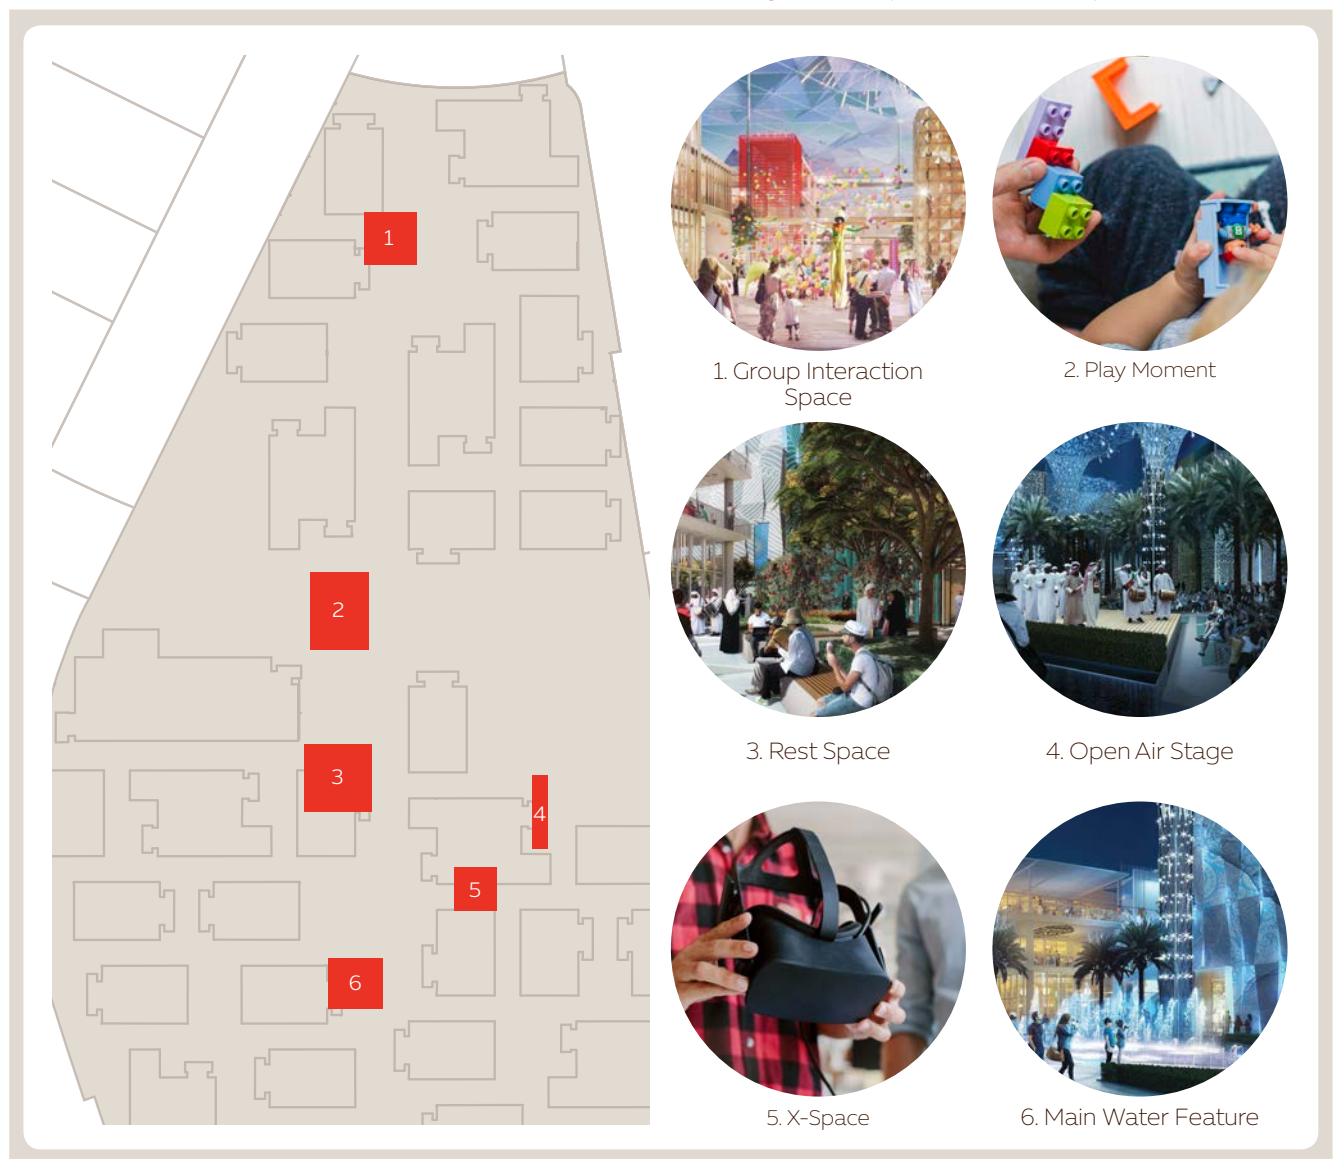 1
2
3
4
5
6
1. Group Interaction
Space
2. Play Moment
3. Rest Space
4. Open Air Stage
5. X-Space
6. Main Water Feature